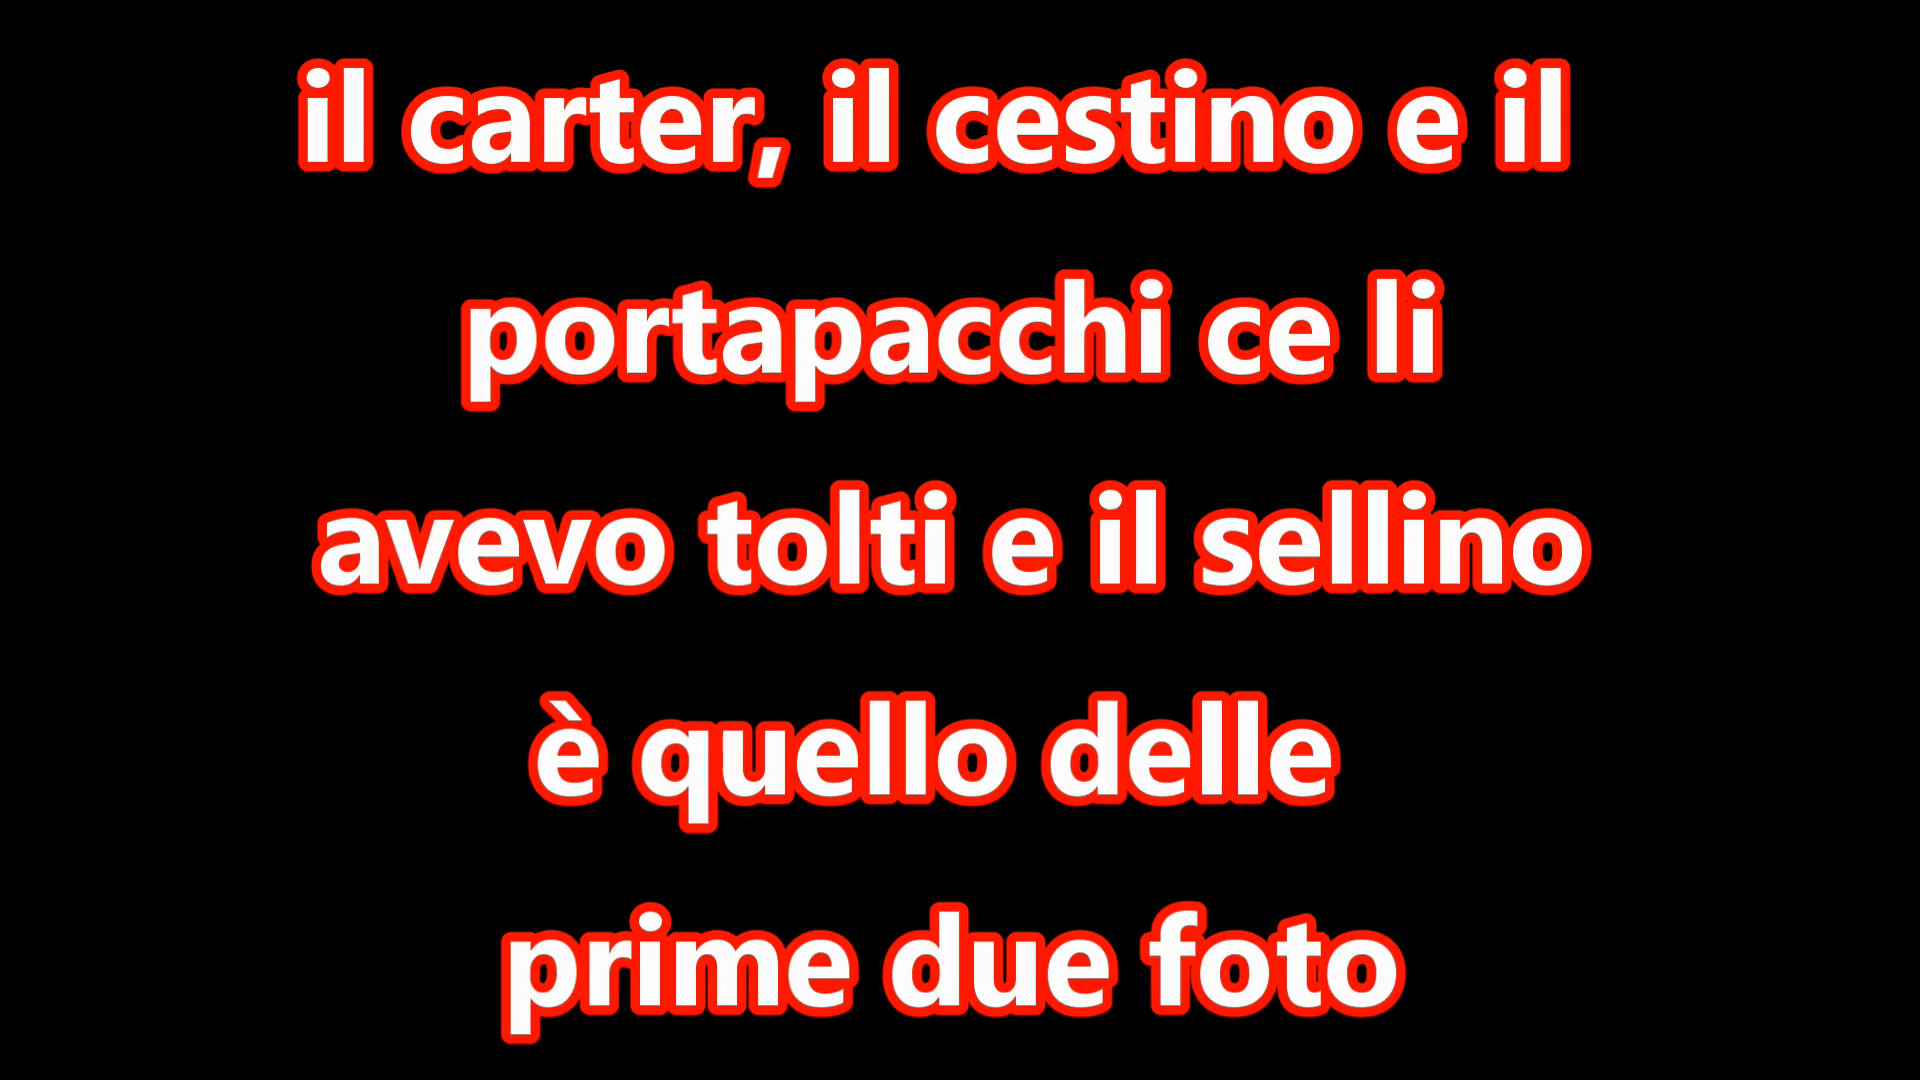 il carter, il cestino e il
portapacchi ce li
avevo tolti e il sellino
è quello delle
prime due foto